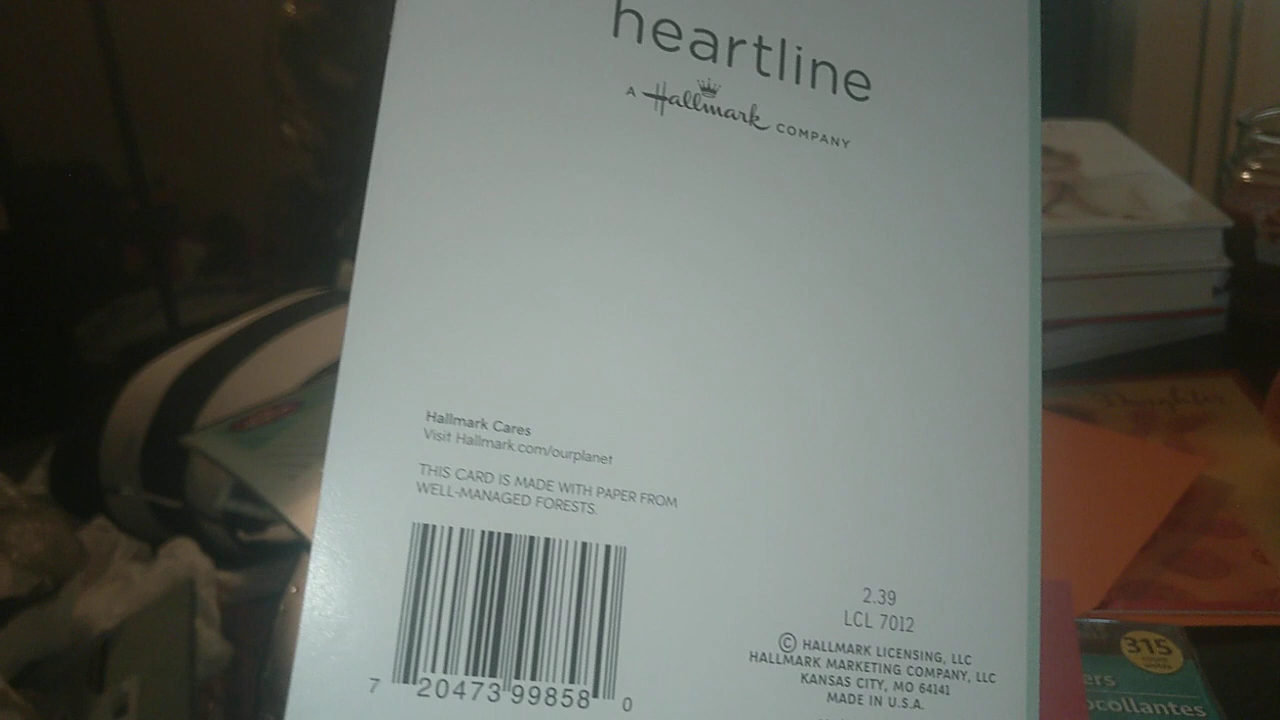 heartline
A Hallmark COMPANY
Hallmark Cares
Visit Hallmark.com/ourplanet
THIS CARD IS MADE WITH PAPER FROM
WELL-MANAGED FORESTS.
7 20473 99858 0
2.39
LCL 7012
© HALLMARK LICENSING, LLC
HALLMARK MARKETING COMPANY, LLC
KANSAS CITY, MO 64141
MADE IN U.S.A.
Daughter
315
ers
ocollantes